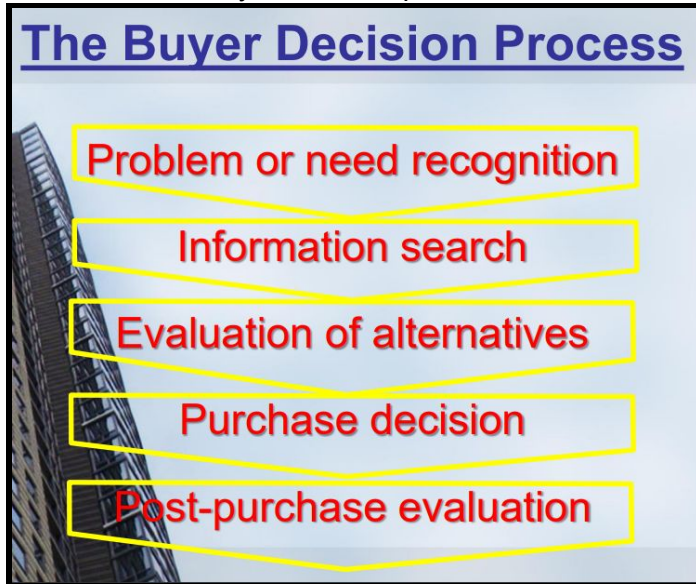 The Buyer Decision Process
Problem or need recognition
Information search
Evaluation of alternatives
Purchase decision
Post-purchase evaluation